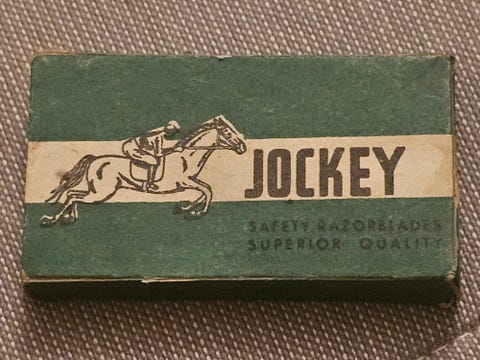 JOCKEY
SAFETY RAZORBLADES
SUPERIOR QUALITY